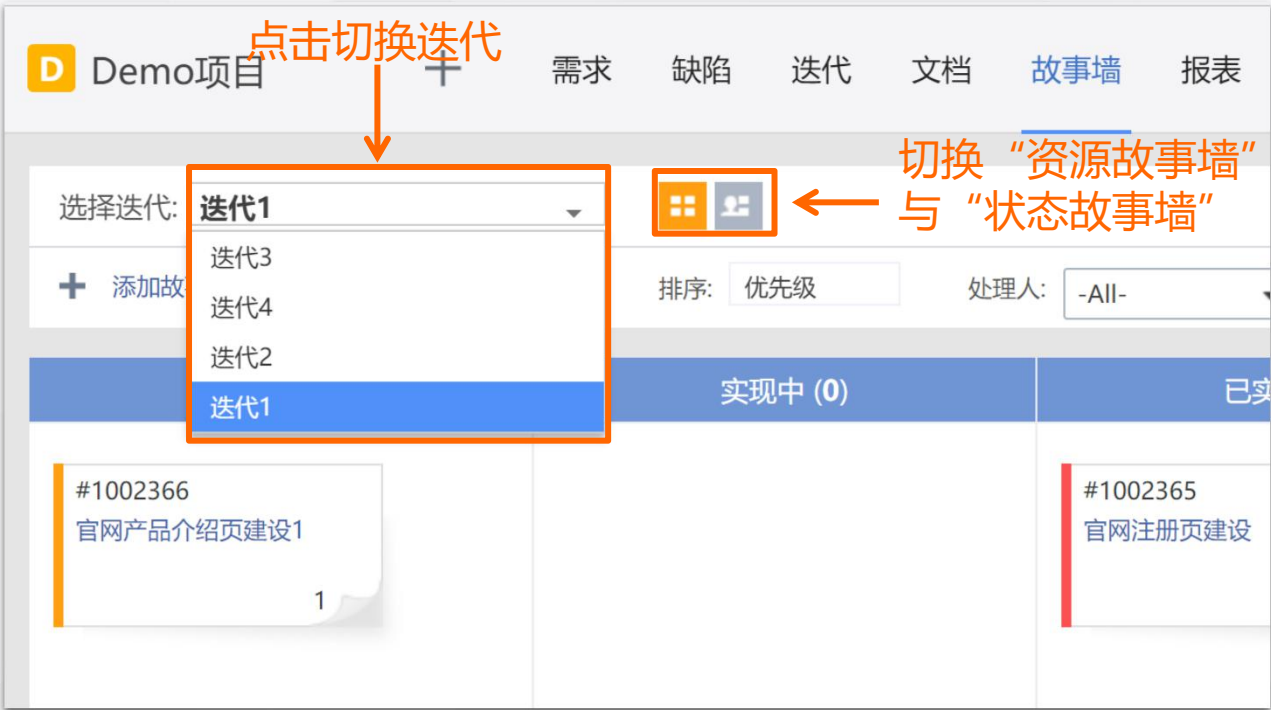 点击切换迭代
D Demo项目 + 需求 缺陷 迭代 文档 故事墙 报表
切换“资源故事墙”
与“状态故事墙”
选择迭代: 迭代1
迭代3
迭代4
迭代2
迭代1
+ 添加故 排序: 优先级 处理人: -All-
实现中 (0) 已实
#1002366
官网产品介绍页建设1
1
#1002365
官网注册页建设